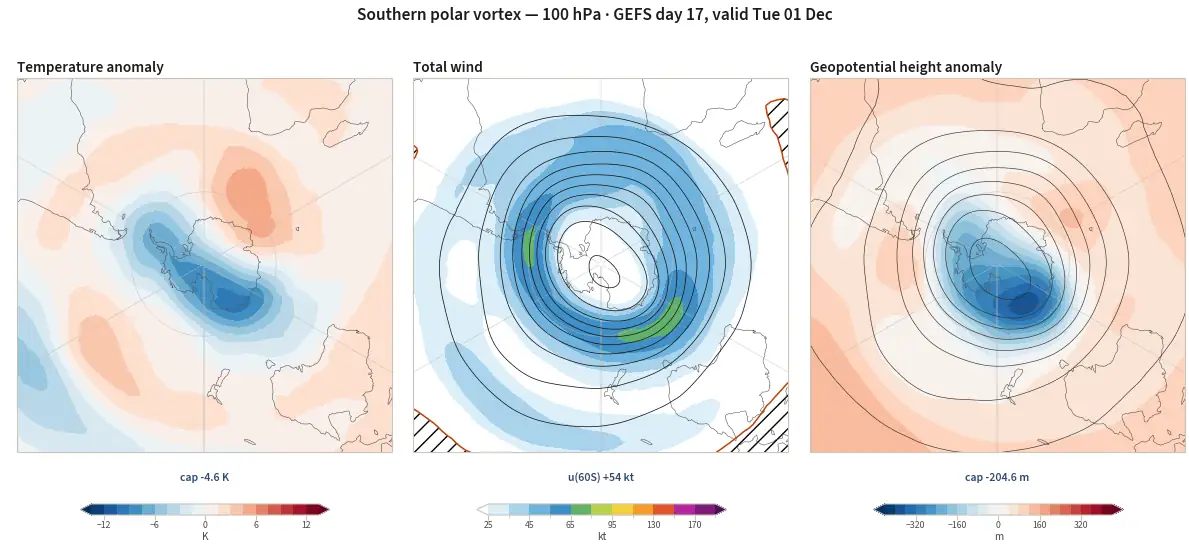 Southern polar vortex — 100 hPa · GEFS day 17, valid Tue 01 Dec
Temperature anomaly
Total wind
Geopotential height anomaly
cap -4.6 K
u(60S) +54 kt
cap -204.6 m
−12 −6 0 6 12
K
25 45 65 95 130 170
kt
−320 −160 0 160 320
m